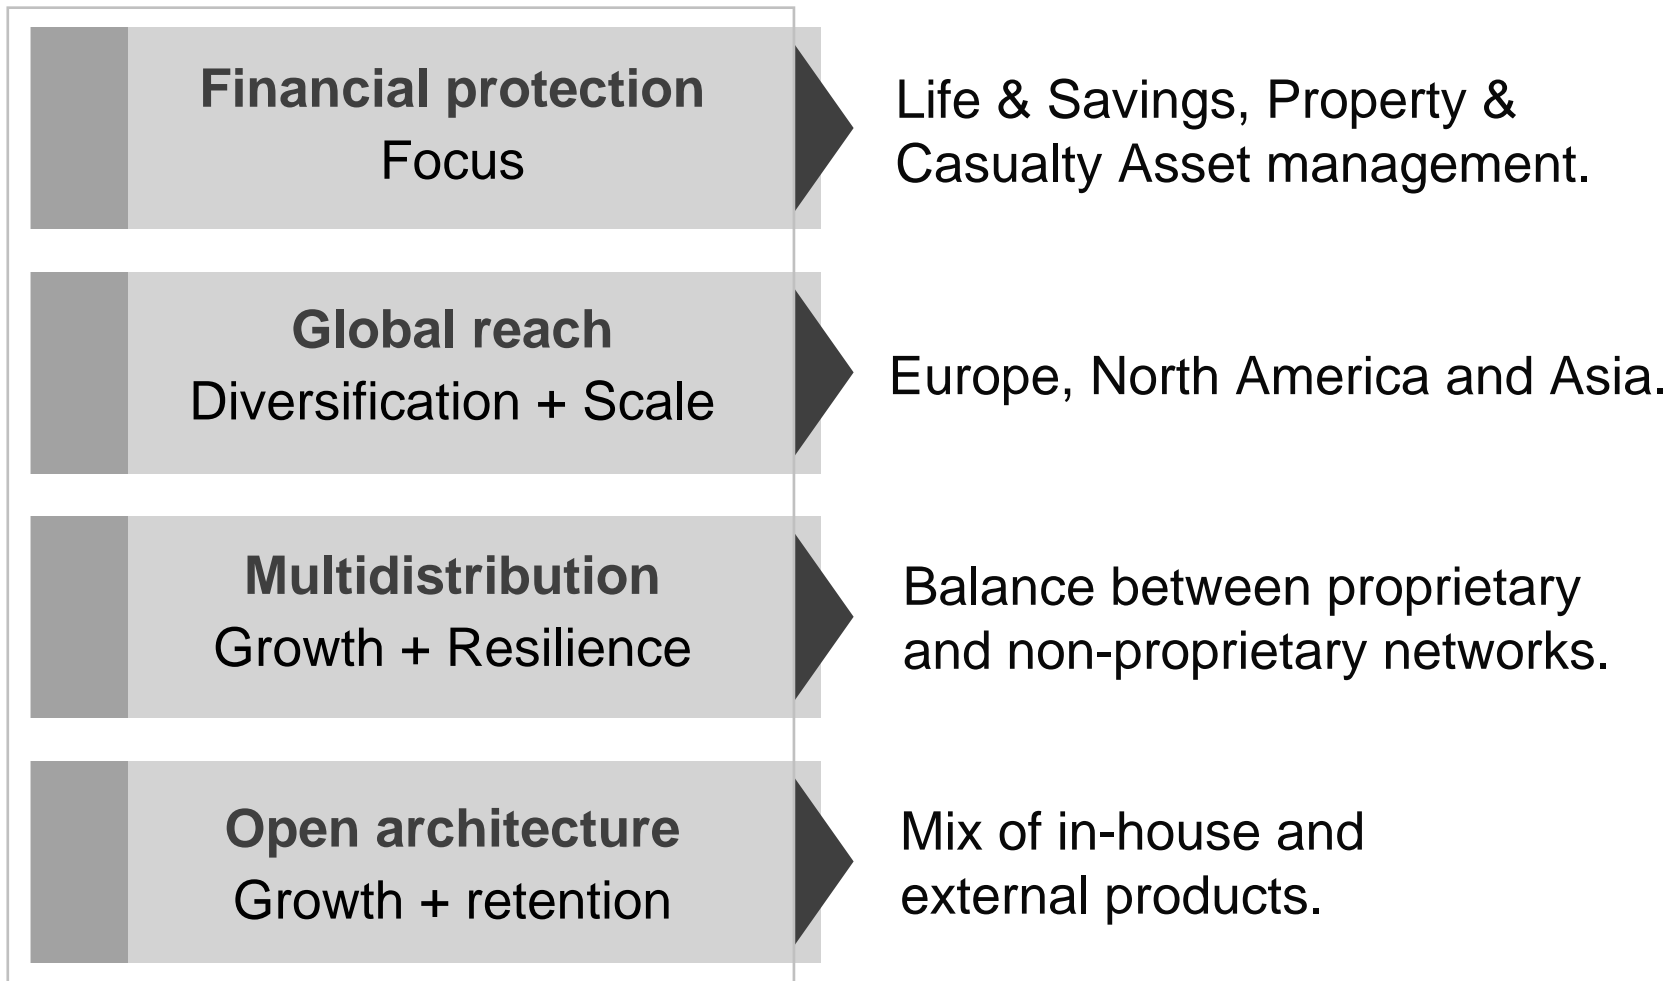 Financial protection
Focus
Life & Savings, Property &
Casualty Asset management.
Global reach
Diversification + Scale
Europe, North America and Asia.
Multidistribution
Growth + Resilience
Balance between proprietary
and non-proprietary networks.
Open architecture
Growth + retention
Mix of in-house and
external products.